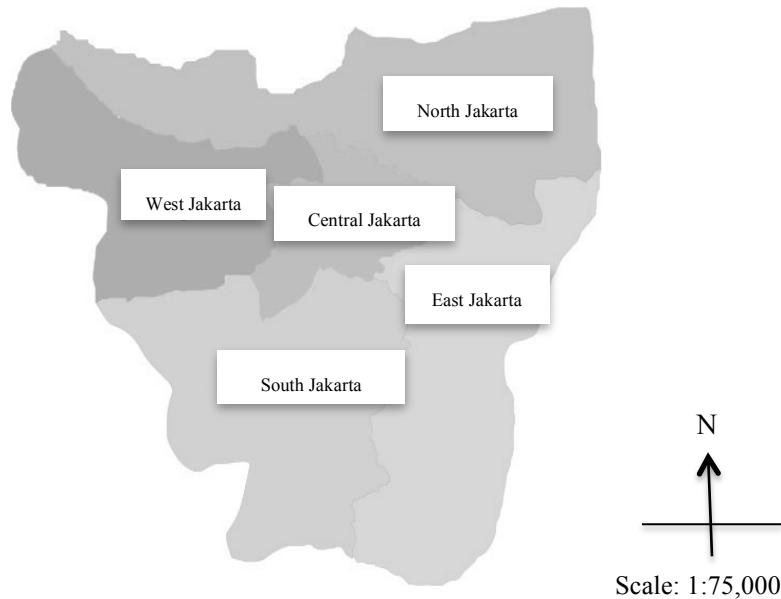 North Jakarta
West Jakarta
Central Jakarta
East Jakarta
South Jakarta
N
Scale: 1:75,000